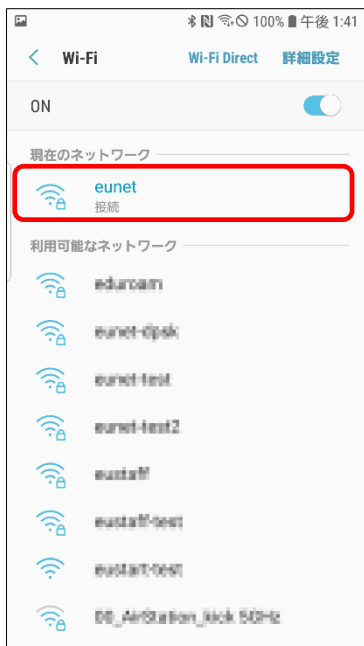 100% 午後 1:41
Wi-Fi Wi-Fi Direct 詳細設定
ON
現在のネットワーク
eunet
接続
利用可能なネットワーク
eduroam
eunet-dpsk
eunet-test
eunet-test2
eustaff
eustaff-test
eustart-test